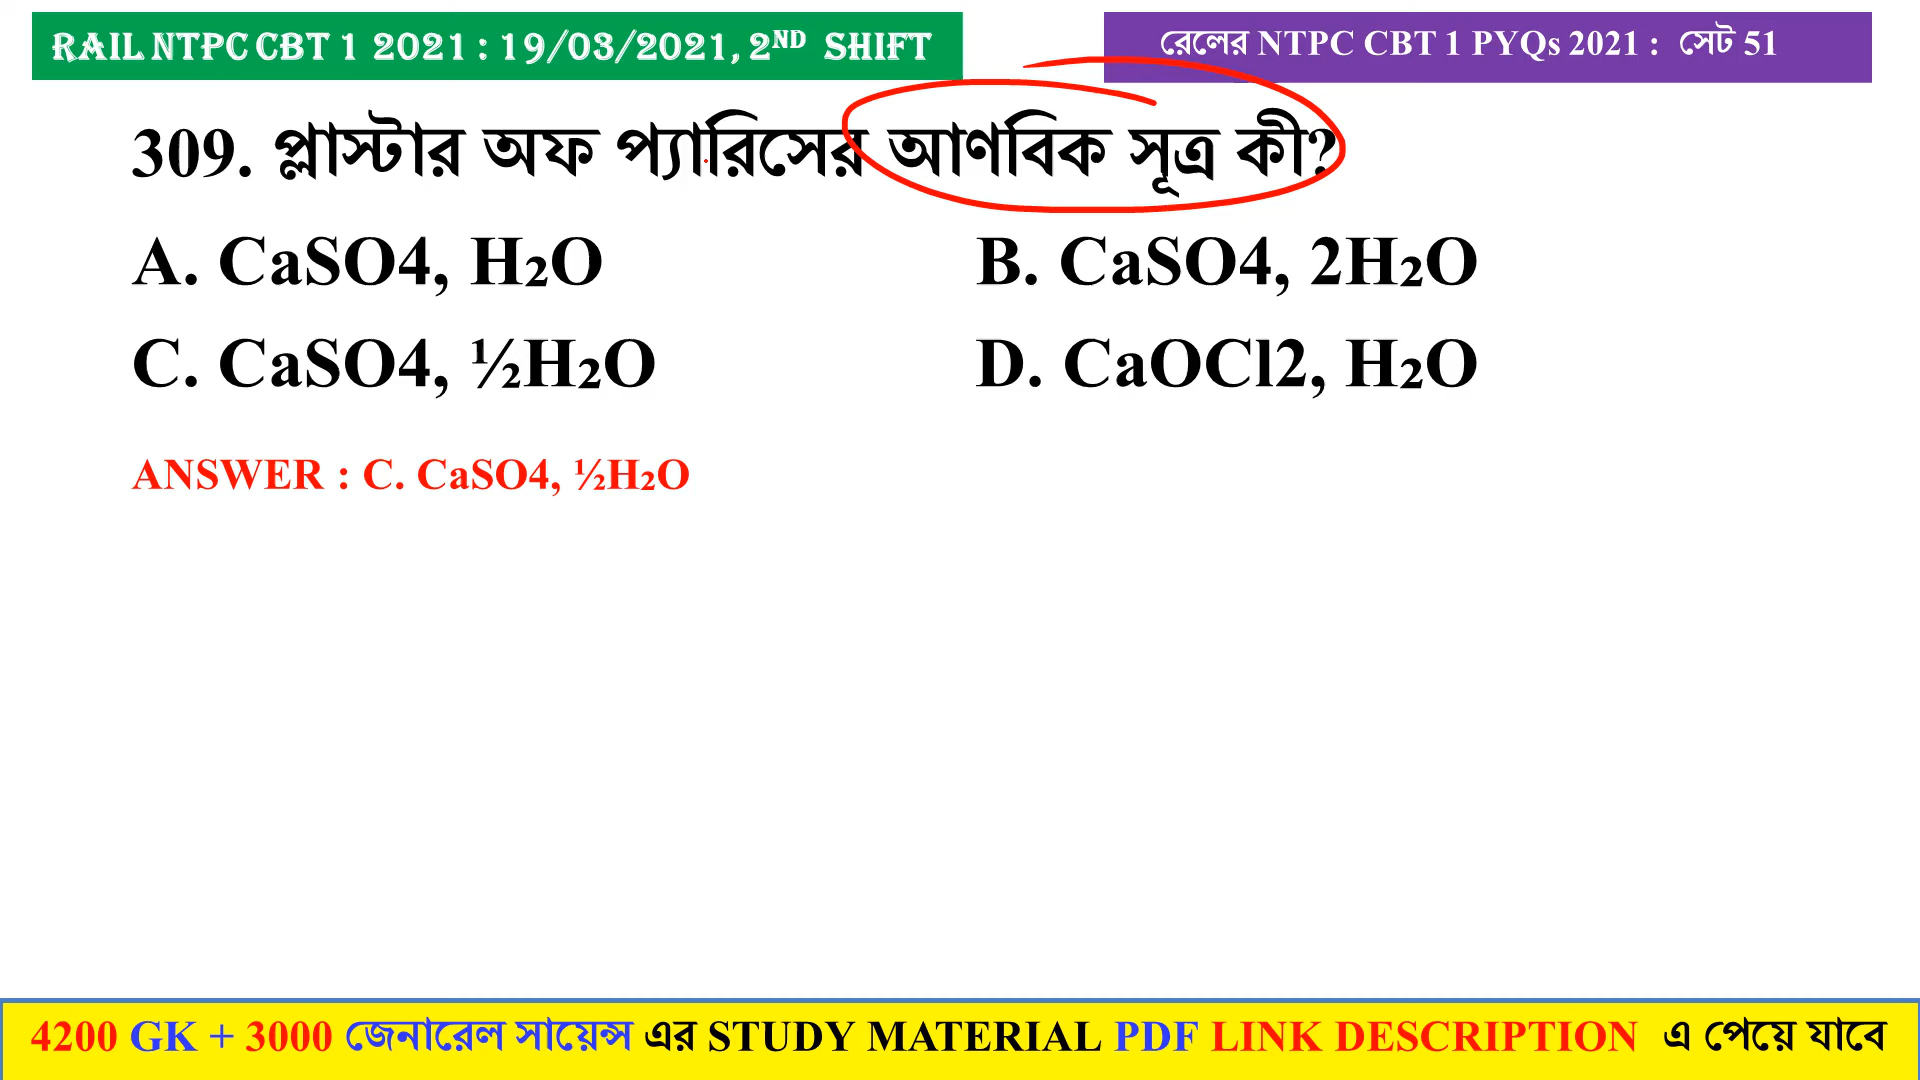 RAIL NTPC CBT 1 2021 : 19/03/2021, 2ND SHIFT
রেলের NTPC CBT 1 PYQs 2021 : সেট 51
309. প্লাস্টার অফ প্যারিসের আণবিক সূত্র কী?
A. CaSO4, H₂O B. CaSO4, 2H₂O
C. CaSO4, ½H₂O D. CaOCl2, H₂O
ANSWER : C. CaSO4, ½H₂O
4200 GK + 3000 জেনারেল সায়েন্স এর STUDY MATERIAL PDF LINK DESCRIPTION এ পেয়ে যাবে